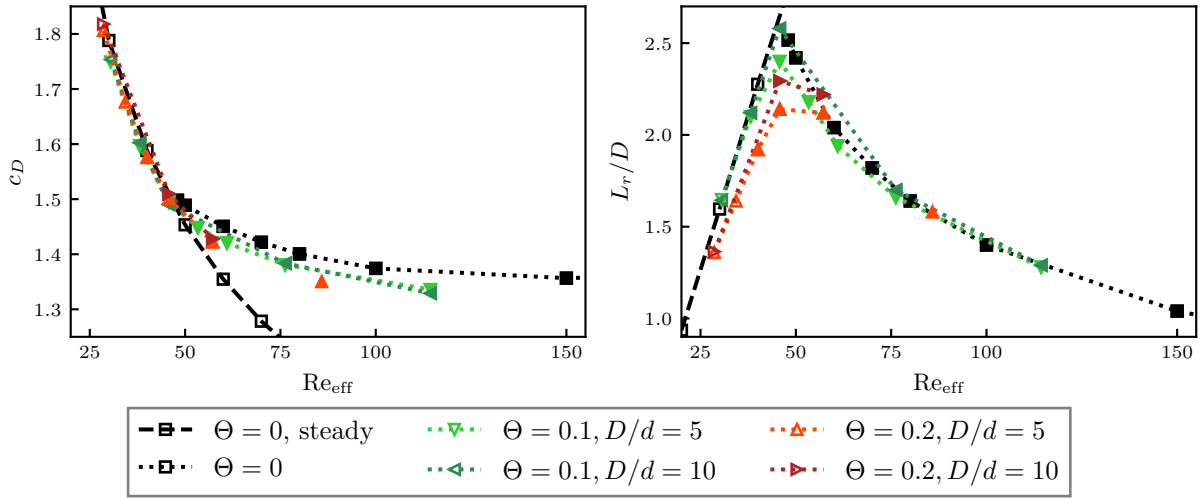 1.8
1.7
1.6
1.5
1.4
1.3
c_D
25 50 75 100 125 150
Re_eff
2.5
2.0
1.5
1.0
L_r/D
25 50 75 100 125 150
Re_eff
Θ = 0, steady
Θ = 0
Θ = 0.1, D/d = 5
Θ = 0.1, D/d = 10
Θ = 0.2, D/d = 5
Θ = 0.2, D/d = 10